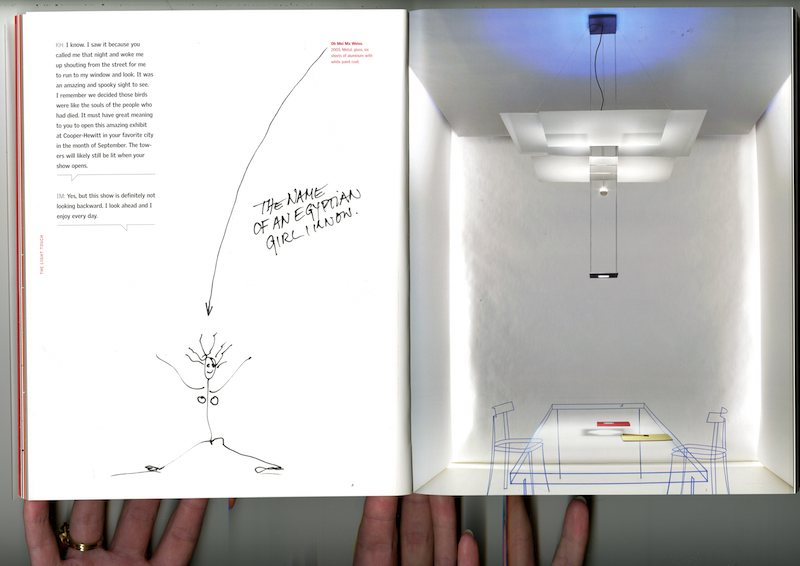 KH: I know. I saw it because you
called me that night and woke me
up shouting from the street for me
to run to my window and look. It was
an amazing and spooky sight to see.
I remember we decided those birds
were like the souls of the people who
had died. It must have great meaning
to you to open this amazing exhibit
at Cooper-Hewitt in your favorite city
in the month of September. The tow-
ers will likely still be lit when your
show opens.
IM: Yes, but this show is definitely not
looking backward. I look ahead and I
enjoy every day.
THE LIGHT TOUCH
Oh Mei Ma Weiss
2003, Metal, glass, six
sheets of aluminum with
white paint coat
THE NAME
OF AN EGYPTIAN
GIRL I KNOW.